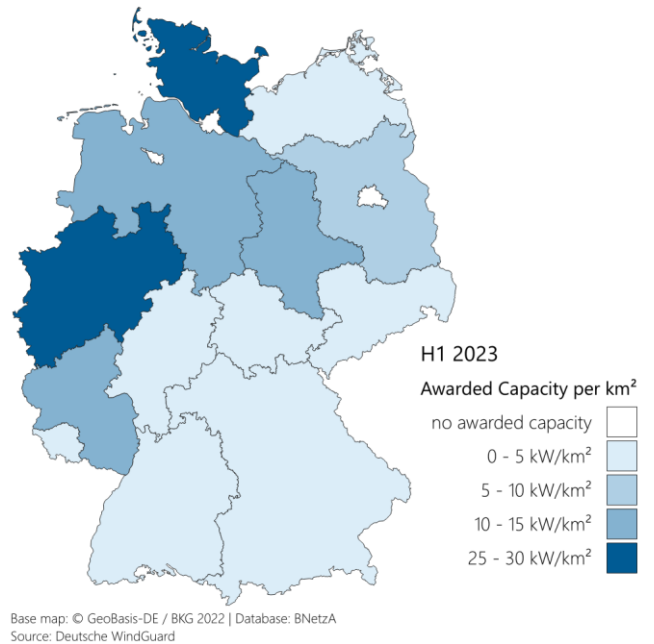 H1 2023
Awarded Capacity per km²
no awarded capacity
0 - 5 kW/km²
5 - 10 kW/km²
10 - 15 kW/km²
25 - 30 kW/km²
Base map: © GeoBasis-DE / BKG 2022 | Database: BNetzA
Source: Deutsche WindGuard